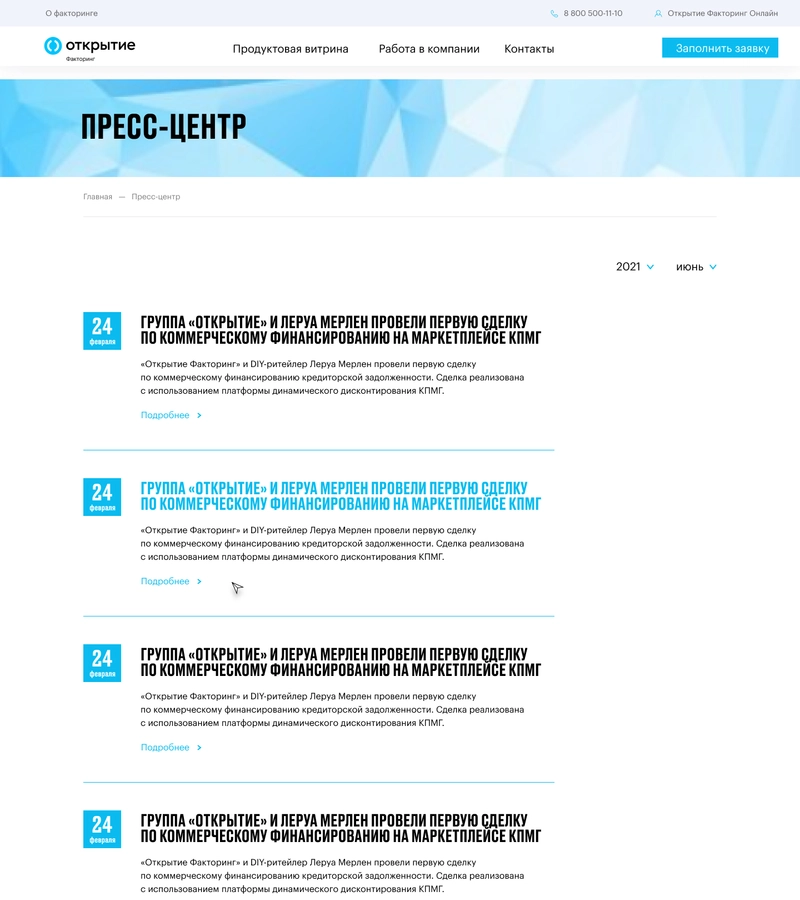 О факторинге
8 800 500-11-10
Открытие Факторинг Онлайн
открытие
Факторинг
Продуктовая витрина
Работа в компании
Контакты
Заполнить заявку
ПРЕСС-ЦЕНТР
Главная — Пресс-центр
2021
июнь
24
февраля
ГРУППА «ОТКРЫТИЕ» И ЛЕРУА МЕРЛЕН ПРОВЕЛИ ПЕРВУЮ СДЕЛКУ
ПО КОММЕРЧЕСКОМУ ФИНАНСИРОВАНИЮ НА МАРКЕТПЛЕЙСЕ КПМГ
«Открытие Факторинг» и DIY-ритейлер Леруа Мерлен провели первую сделку
по коммерческому финансированию кредиторской задолженности. Сделка реализована
с использованием платформы динамического дисконтирования КПМГ.
Подробнее
24
февраля
ГРУППА «ОТКРЫТИЕ» И ЛЕРУА МЕРЛЕН ПРОВЕЛИ ПЕРВУЮ СДЕЛКУ
ПО КОММЕРЧЕСКОМУ ФИНАНСИРОВАНИЮ НА МАРКЕТПЛЕЙСЕ КПМГ
«Открытие Факторинг» и DIY-ритейлер Леруа Мерлен провели первую сделку
по коммерческому финансированию кредиторской задолженности. Сделка реализована
с использованием платформы динамического дисконтирования КПМГ.
Подробнее
24
февраля
ГРУППА «ОТКРЫТИЕ» И ЛЕРУА МЕРЛЕН ПРОВЕЛИ ПЕРВУЮ СДЕЛКУ
ПО КОММЕРЧЕСКОМУ ФИНАНСИРОВАНИЮ НА МАРКЕТПЛЕЙСЕ КПМГ
«Открытие Факторинг» и DIY-ритейлер Леруа Мерлен провели первую сделку
по коммерческому финансированию кредиторской задолженности. Сделка реализована
с использованием платформы динамического дисконтирования КПМГ.
Подробнее
24
февраля
ГРУППА «ОТКРЫТИЕ» И ЛЕРУА МЕРЛЕН ПРОВЕЛИ ПЕРВУЮ СДЕЛКУ
ПО КОММЕРЧЕСКОМУ ФИНАНСИРОВАНИЮ НА МАРКЕТПЛЕЙСЕ КПМГ
«Открытие Факторинг» и DIY-ритейлер Леруа Мерлен провели первую сделку
по коммерческому финансированию кредиторской задолженности. Сделка реализована
с использованием платформы динамического дисконтирования КПМГ.